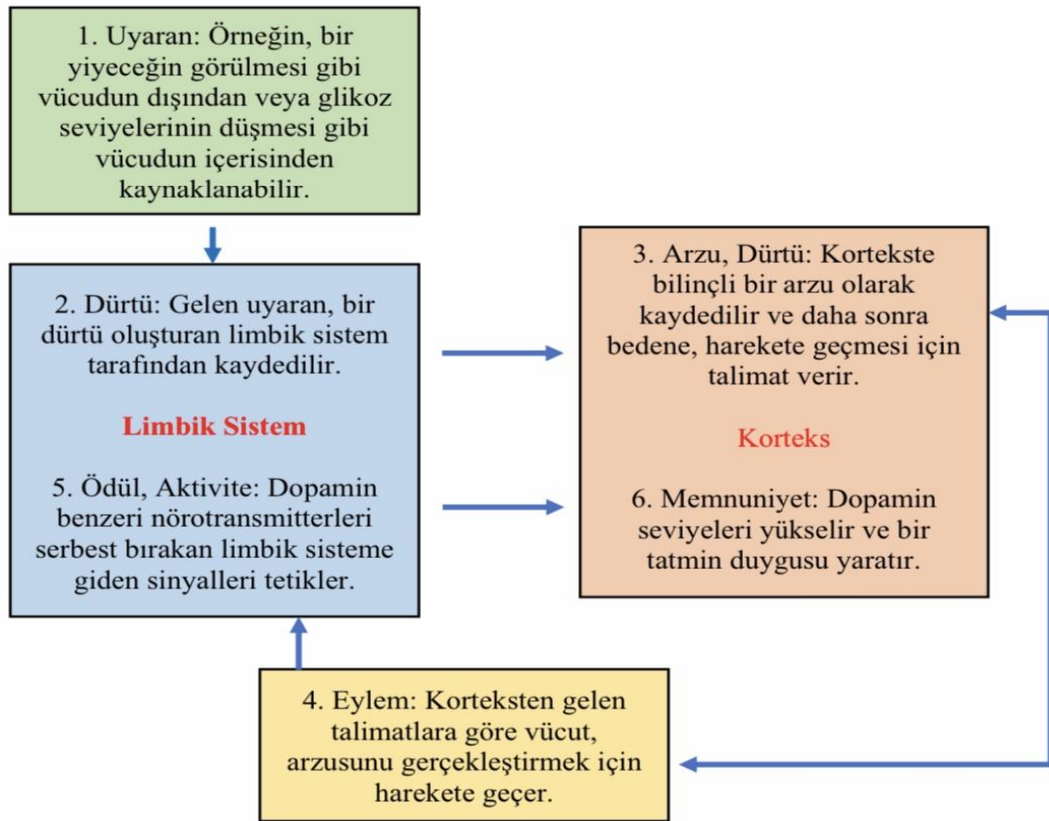 1. Uyaran: Örneğin, bir
yiyeceğin görülmesi gibi
vücudun dışından veya glikoz
seviyelerinin düşmesi gibi
vücudun içerisinden
kaynaklanabilir.
2. Dürtü: Gelen uyaran, bir
dürtü oluşturan limbik sistem
tarafından kaydedilir.
Limbik Sistem
5. Ödül, Aktivite: Dopamin
benzeri nörotransmitterleri
serbest bırakan limbik sisteme
giden sinyalleri tetikler.
3. Arzu, Dürtü: Kortekste
bilinçli bir arzu olarak
kaydedilir ve daha sonra
bedene, harekete geçmesi için
talimat verir.
Korteks
6. Memnuniyet: Dopamin
seviyeleri yükselir ve bir
tatmin duygusu yaratır.
4. Eylem: Korteksten gelen
talimatlara göre vücut,
arzusunu gerçekleştirmek için
harekete geçer.